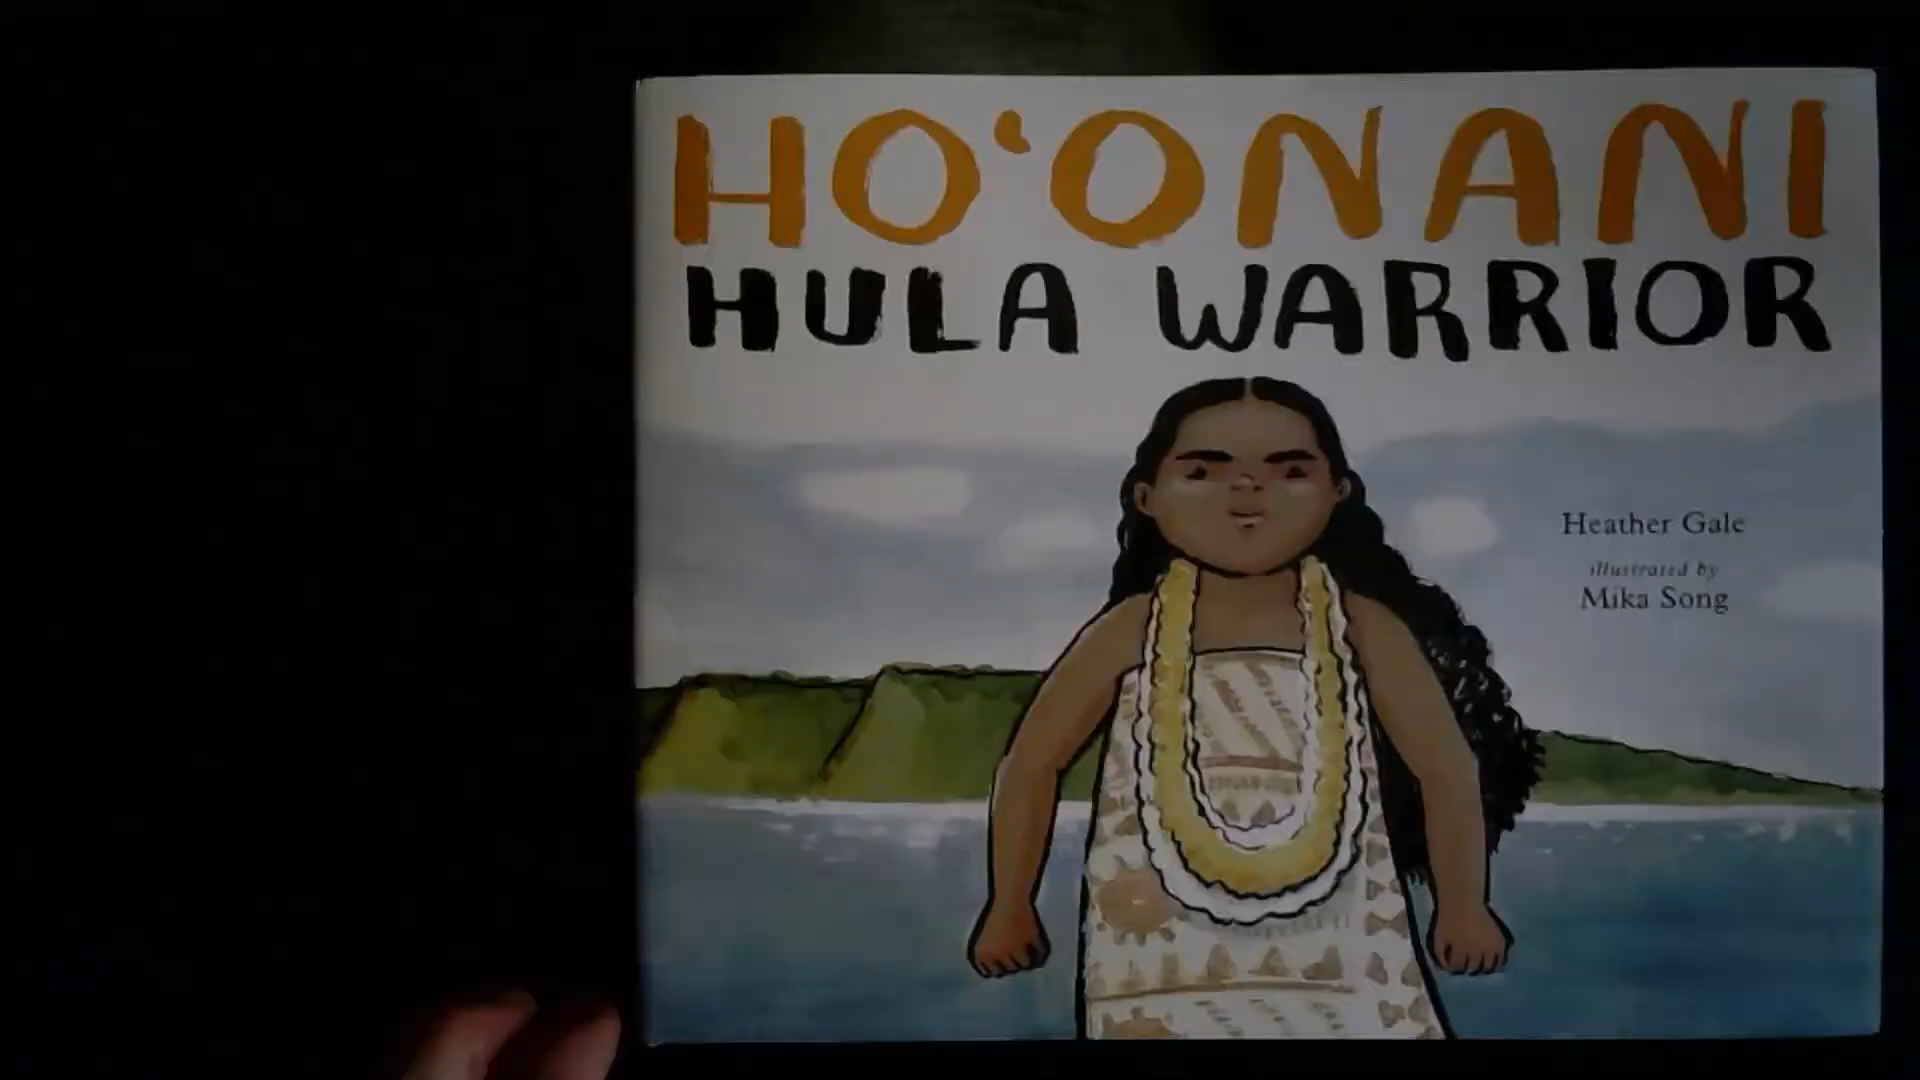 HOʻONANI
HULA WARRIOR
Heather Gale
illustrated by
Mika Song